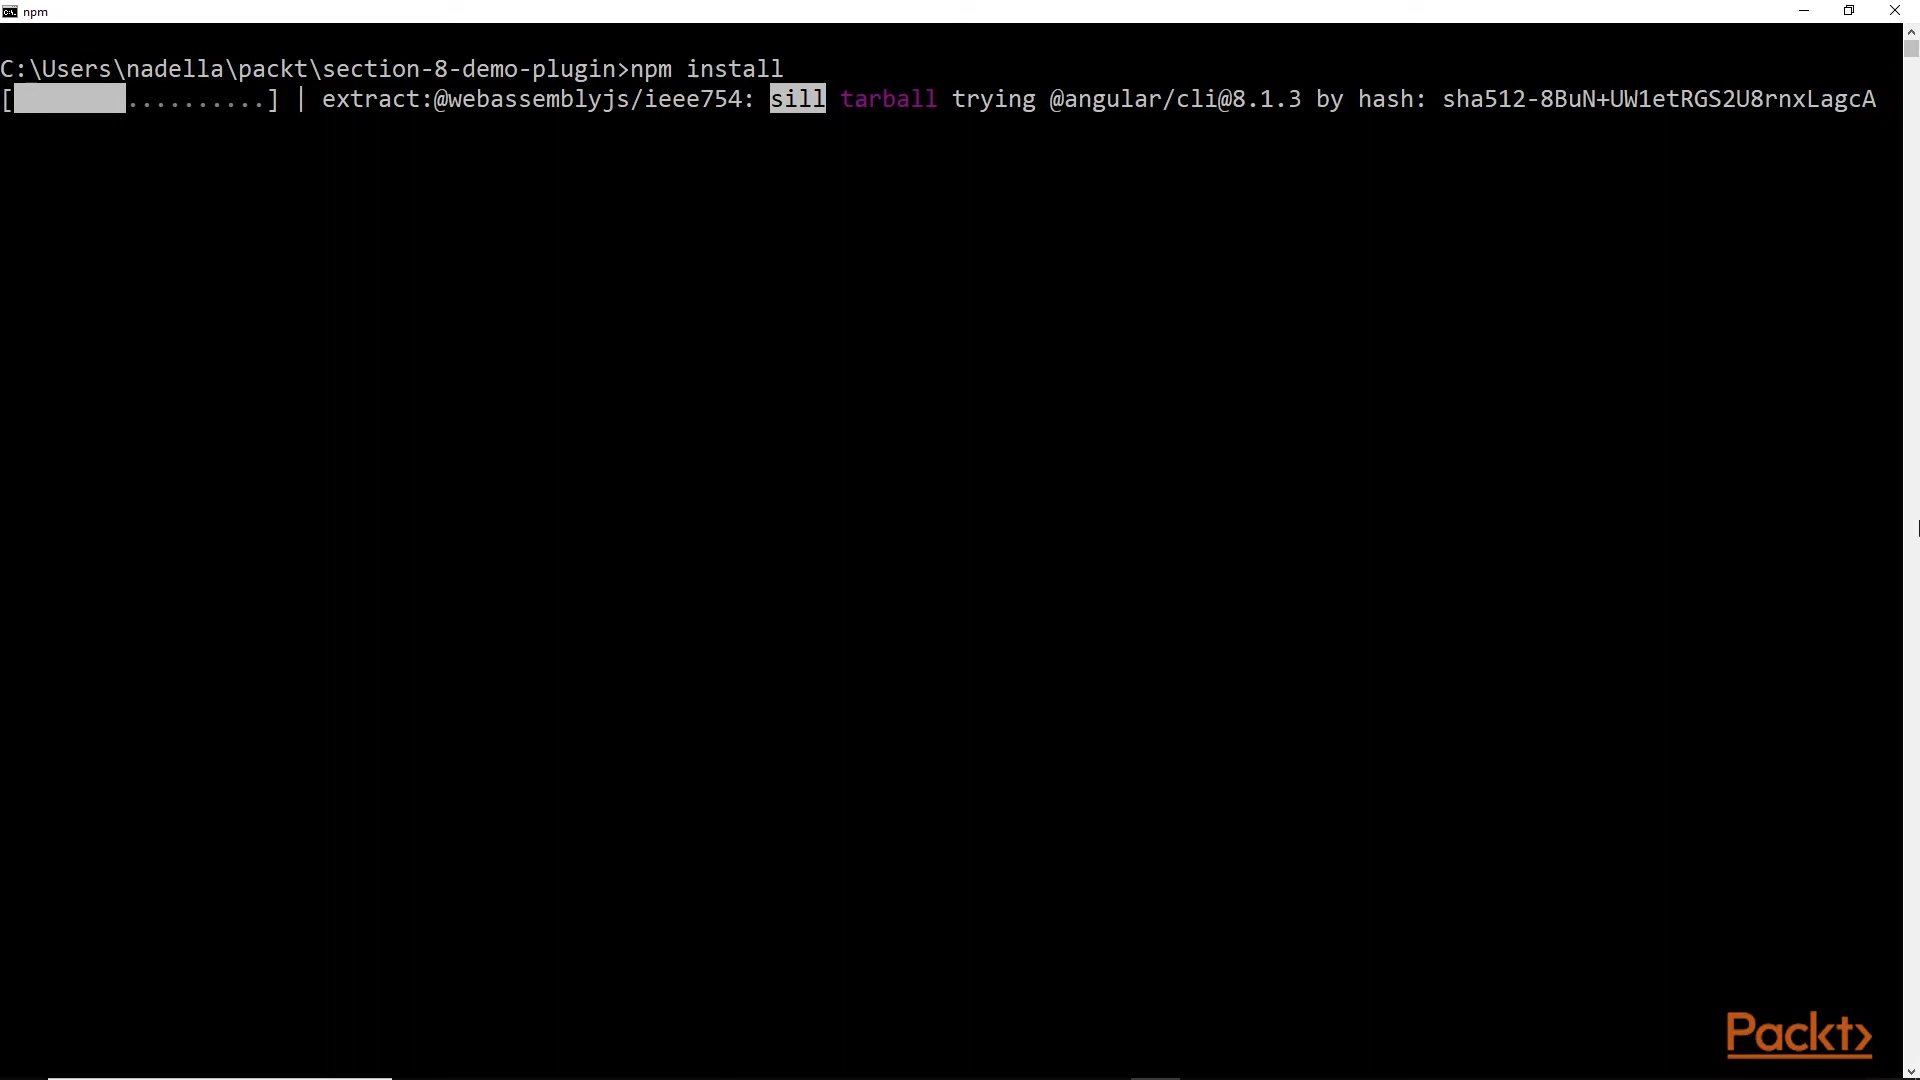 npm
C:\Users\nadella\packt\section-8-demo-plugin>npm install
[        ..........] | extract:@webassemblyjs/ieee754: sill tarball trying @angular/cli@8.1.3 by hash: sha512-8BuN+UW1etRGS2U8rnxLagcA
Packt>